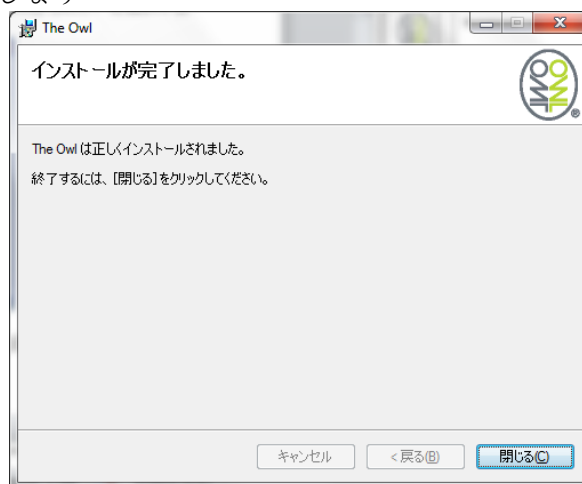 The Owl
インストールが完了しました。
OWL
The Owl は正しくインストールされました。
終了するには、[閉じる] をクリックしてください。
キャンセル
< 戻る(B)
閉じる(C)